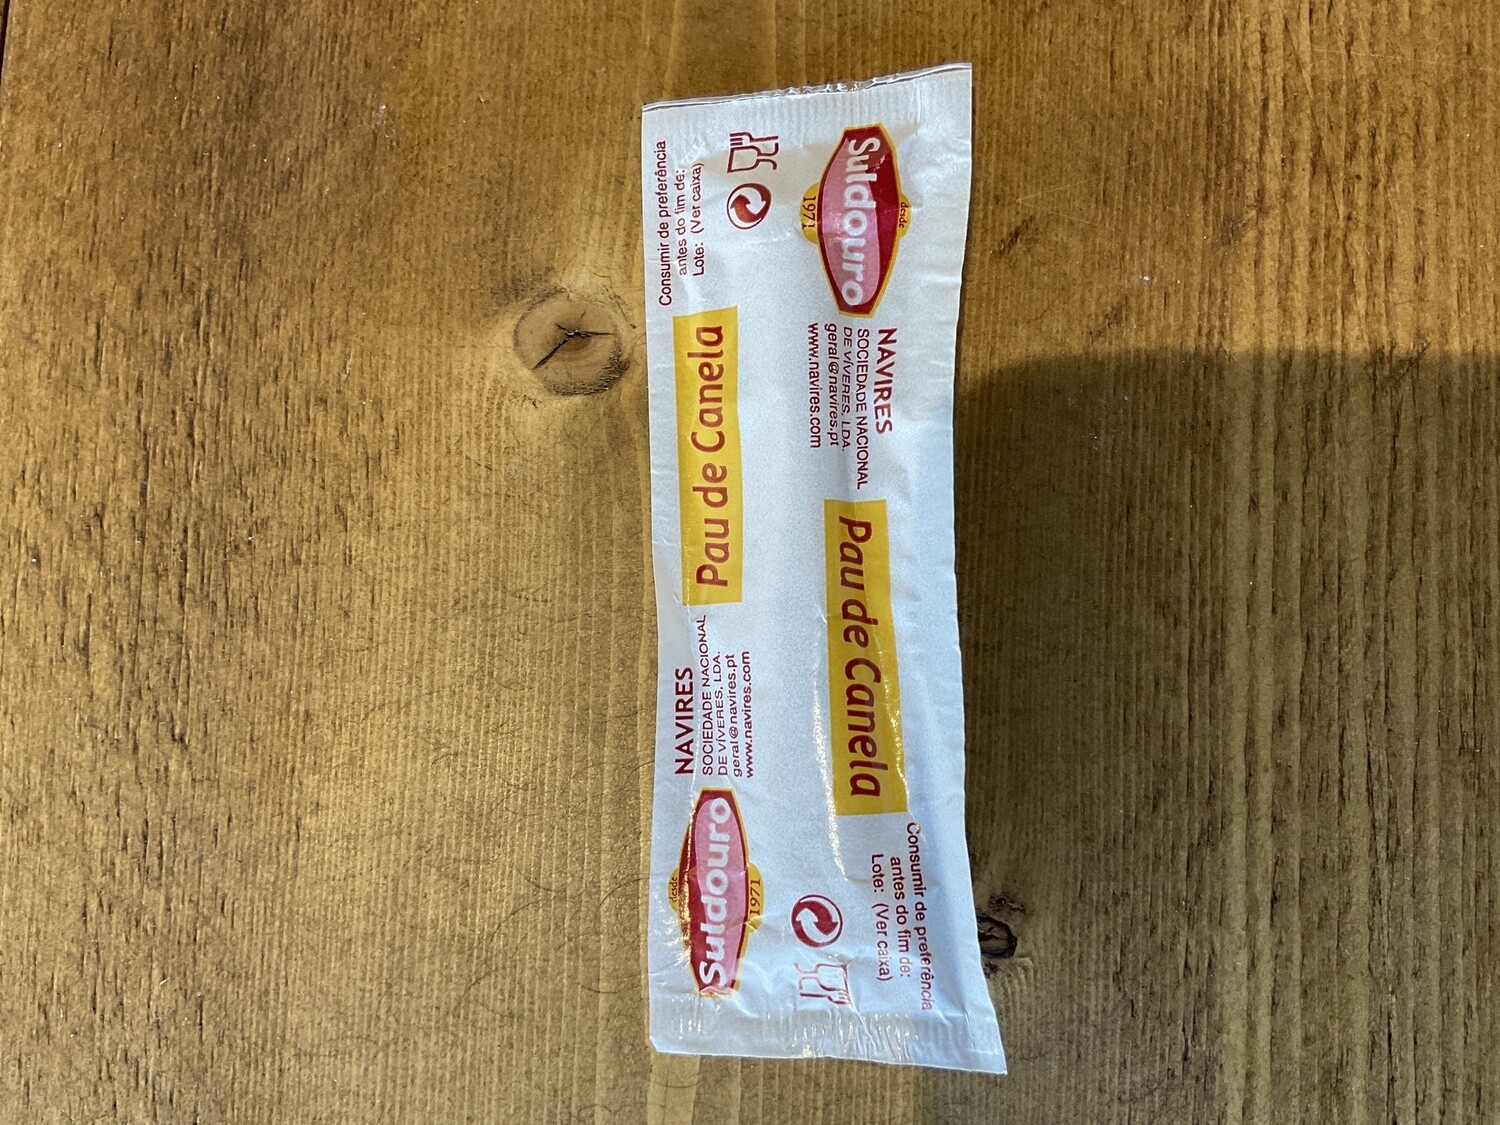 Suldouro
desde
1971
NAVIRES
SOCIEDADE NACIONAL
DE VÍVERES, LDA.
geral@navires.pt
www.navires.com
Pau de Canela
Consumir de preferência
antes do fim de:
Lote: (Ver caixa)
Suldouro
desde
1971
NAVIRES
SOCIEDADE NACIONAL
DE VÍVERES, LDA.
geral@navires.pt
www.navires.com
Pau de Canela
Consumir de preferência
antes do fim de:
Lote: (Ver caixa)